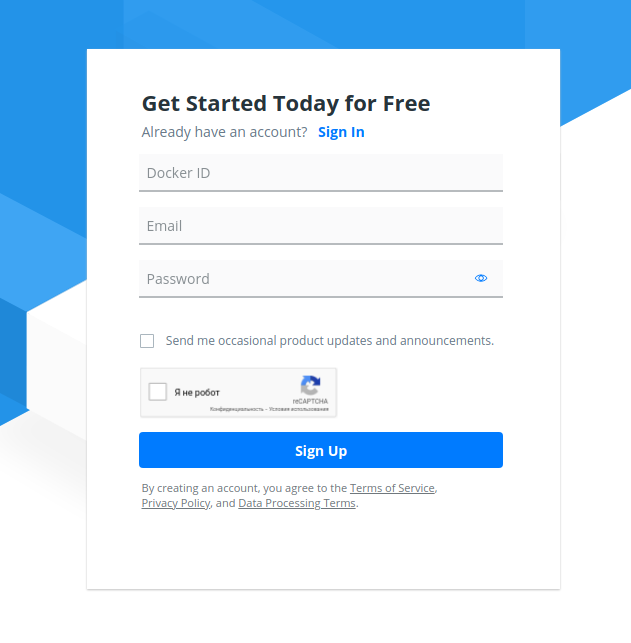 Get Started Today for Free
Already have an account? Sign In
Docker ID
Email
Password
Send me occasional product updates and announcements.
Я не робот
reCAPTCHA
Конфиденциальность - Условия использования
Sign Up
By creating an account, you agree to the Terms of Service,
Privacy Policy, and Data Processing Terms.